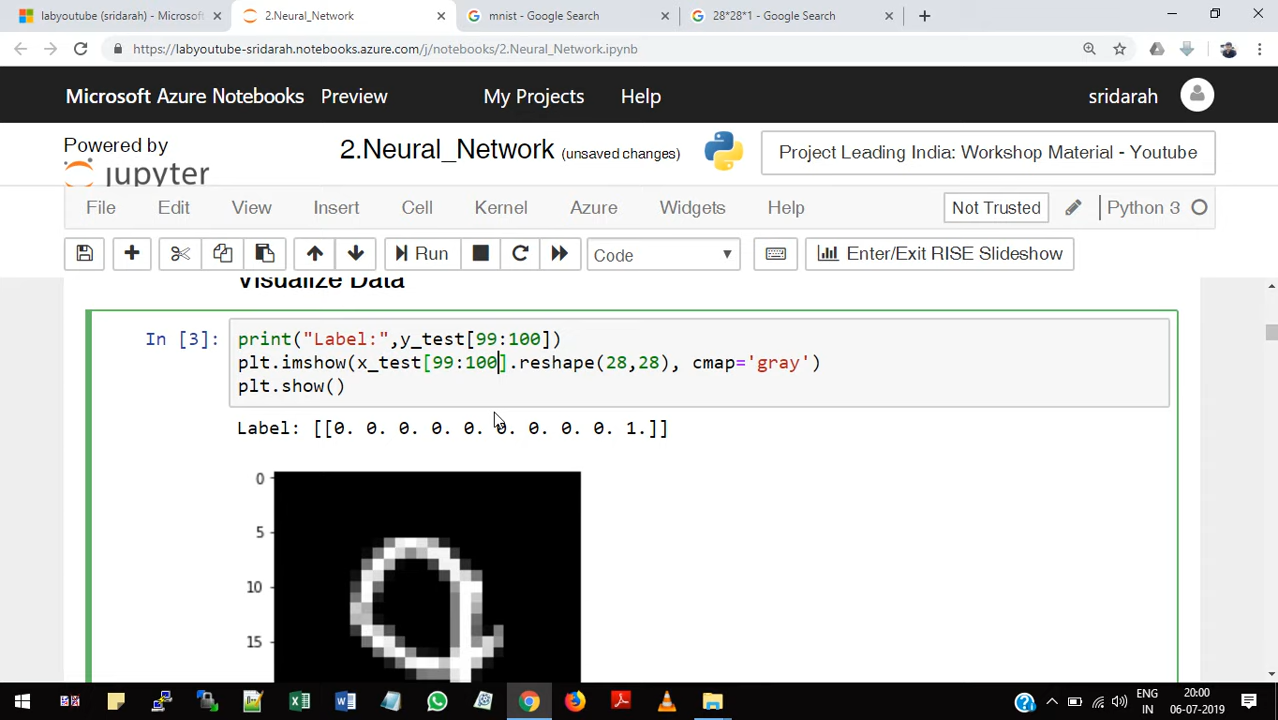 labyoutube (sridarah) - Microsof
2.Neural_Network
mnist - Google Search
28*28*1 - Google Search
https://labyoutube-sridarah.notebooks.azure.com/j/notebooks/2.Neural_Network.ipynb
Microsoft Azure Notebooks Preview My Projects Help sridarah
Powered by
jupyter
2.Neural_Network (unsaved changes)
Project Leading India: Workshop Material - Youtube
File Edit View Insert Cell Kernel Azure Widgets Help Not Trusted Python 3
Run Code Enter/Exit RISE Slideshow
Visualize Data
In [3]: print("Label:",y_test[99:100])
plt.imshow(x_test[99:100].reshape(28,28), cmap='gray')
plt.show()
Label: [[0. 0. 0. 0. 0. 0. 0. 0. 0. 1.]]
0
5
10
15
9
ENG 20:00
IN 06-07-2019